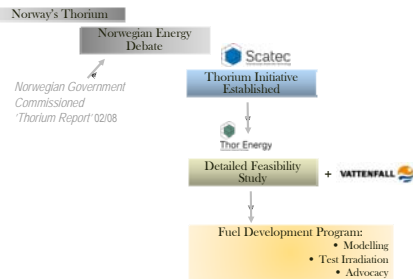 Norway's Thorium
Norwegian Energy
Debate
Norwegian Government
Commissioned
'Thorium Report' 02/08
Scatec
Thorium Initiative
Established
Thor Energy
Detailed Feasibility
Study
+ VATTENFALL
Fuel Development Program:
• Modelling
• Test Irradiation
• Advocacy